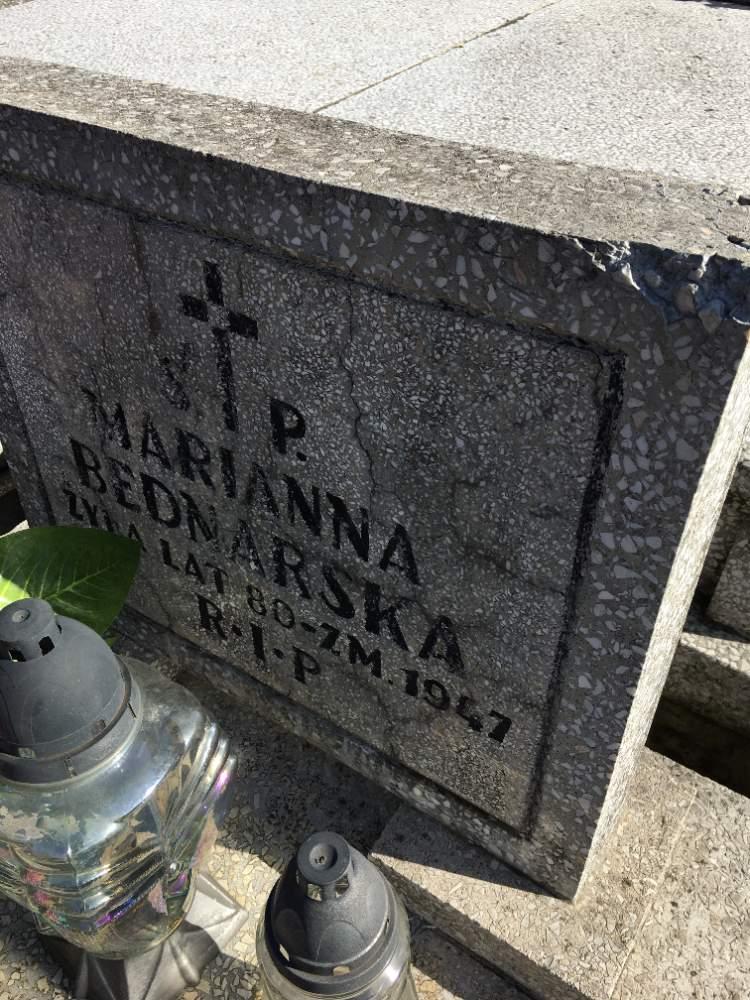 Ś. P.
MARIANNA
BEDNARSKA
ŻYŁA LAT 80-ZM. 1947
R·I·P